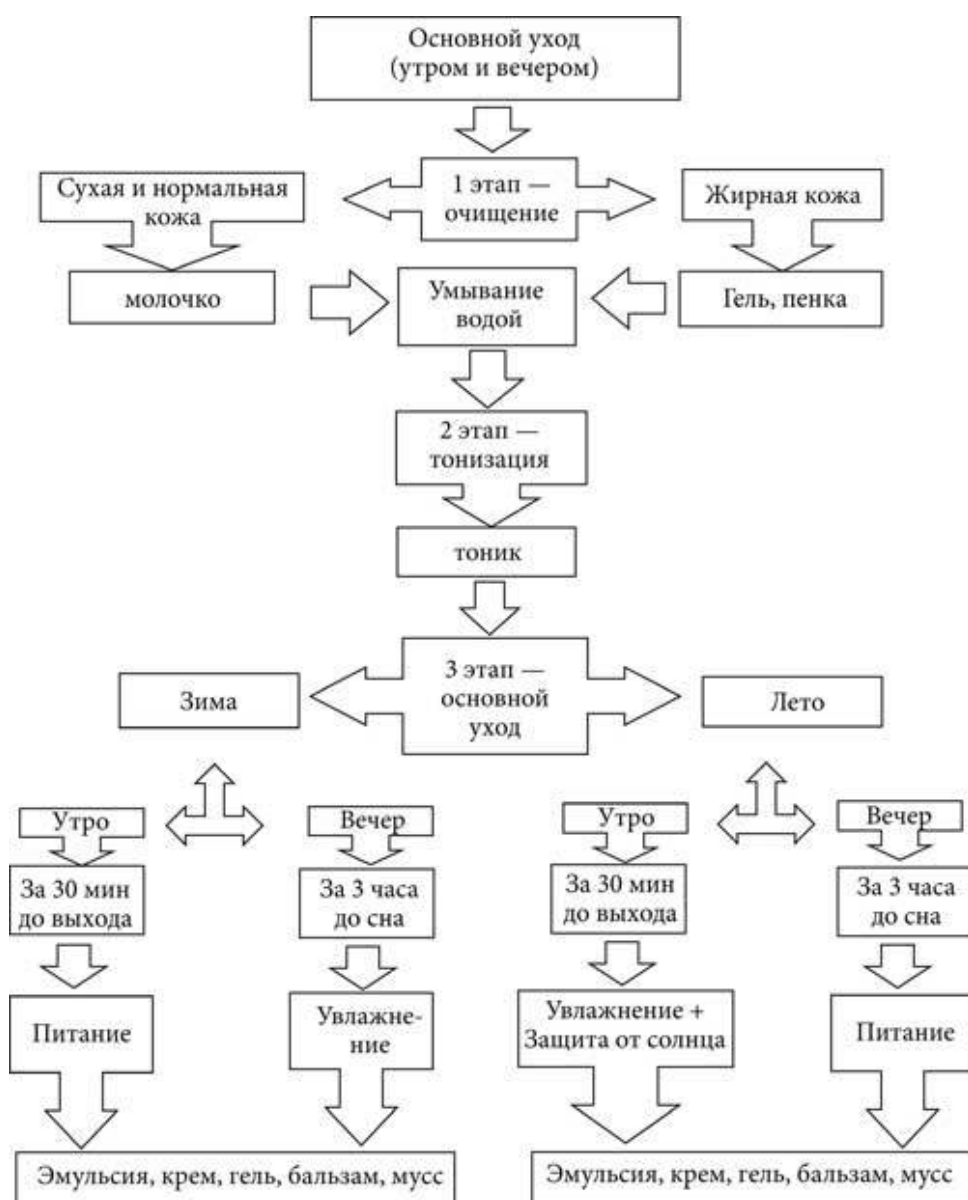 Основной уход
(утром и вечером)
1 этап —
очищение
Сухая и нормальная
кожа
Жирная кожа
молочко
Умывание
водой
Гель, пенка
2 этап —
тонизация
тоник
3 этап —
основной
уход
Зима
Лето
Утро
Вечер
Утро
Вечер
За 30 мин
до выхода
За 3 часа
до сна
За 30 мин
до выхода
За 3 часа
до сна
Питание
Увлажне-
ние
Увлажнение +
Защита от солнца
Питание
Эмульсия, крем, гель, бальзам, мусс
Эмульсия, крем, гель, бальзам, мусс